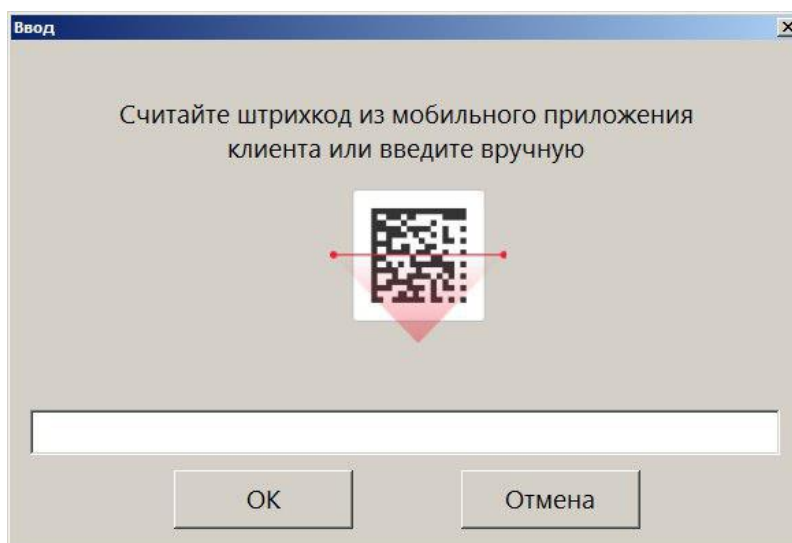 Ввод
Считайте штрихкод из мобильного приложения
клиента или введите вручную
OK
Отмена